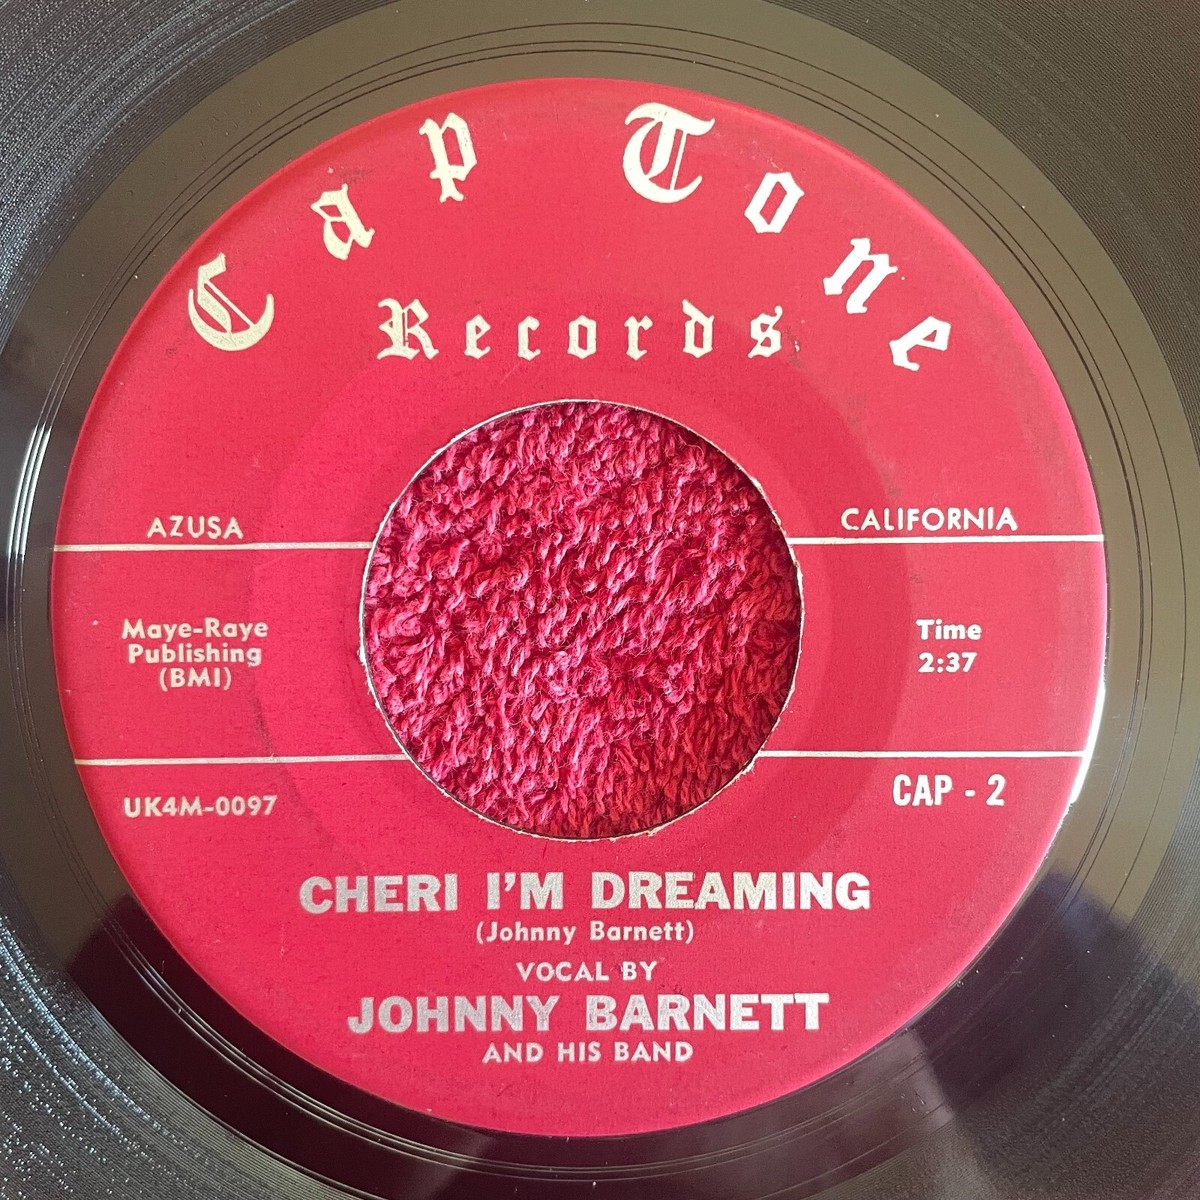 Cap Tone
Records
AZUSA
CALIFORNIA
Maye-Raye
Publishing
(BMI)
Time
2:37
UK4M-0097
CAP - 2
CHERI I'M DREAMING
(Johnny Barnett)
VOCAL BY
JOHNNY BARNETT
AND HIS BAND